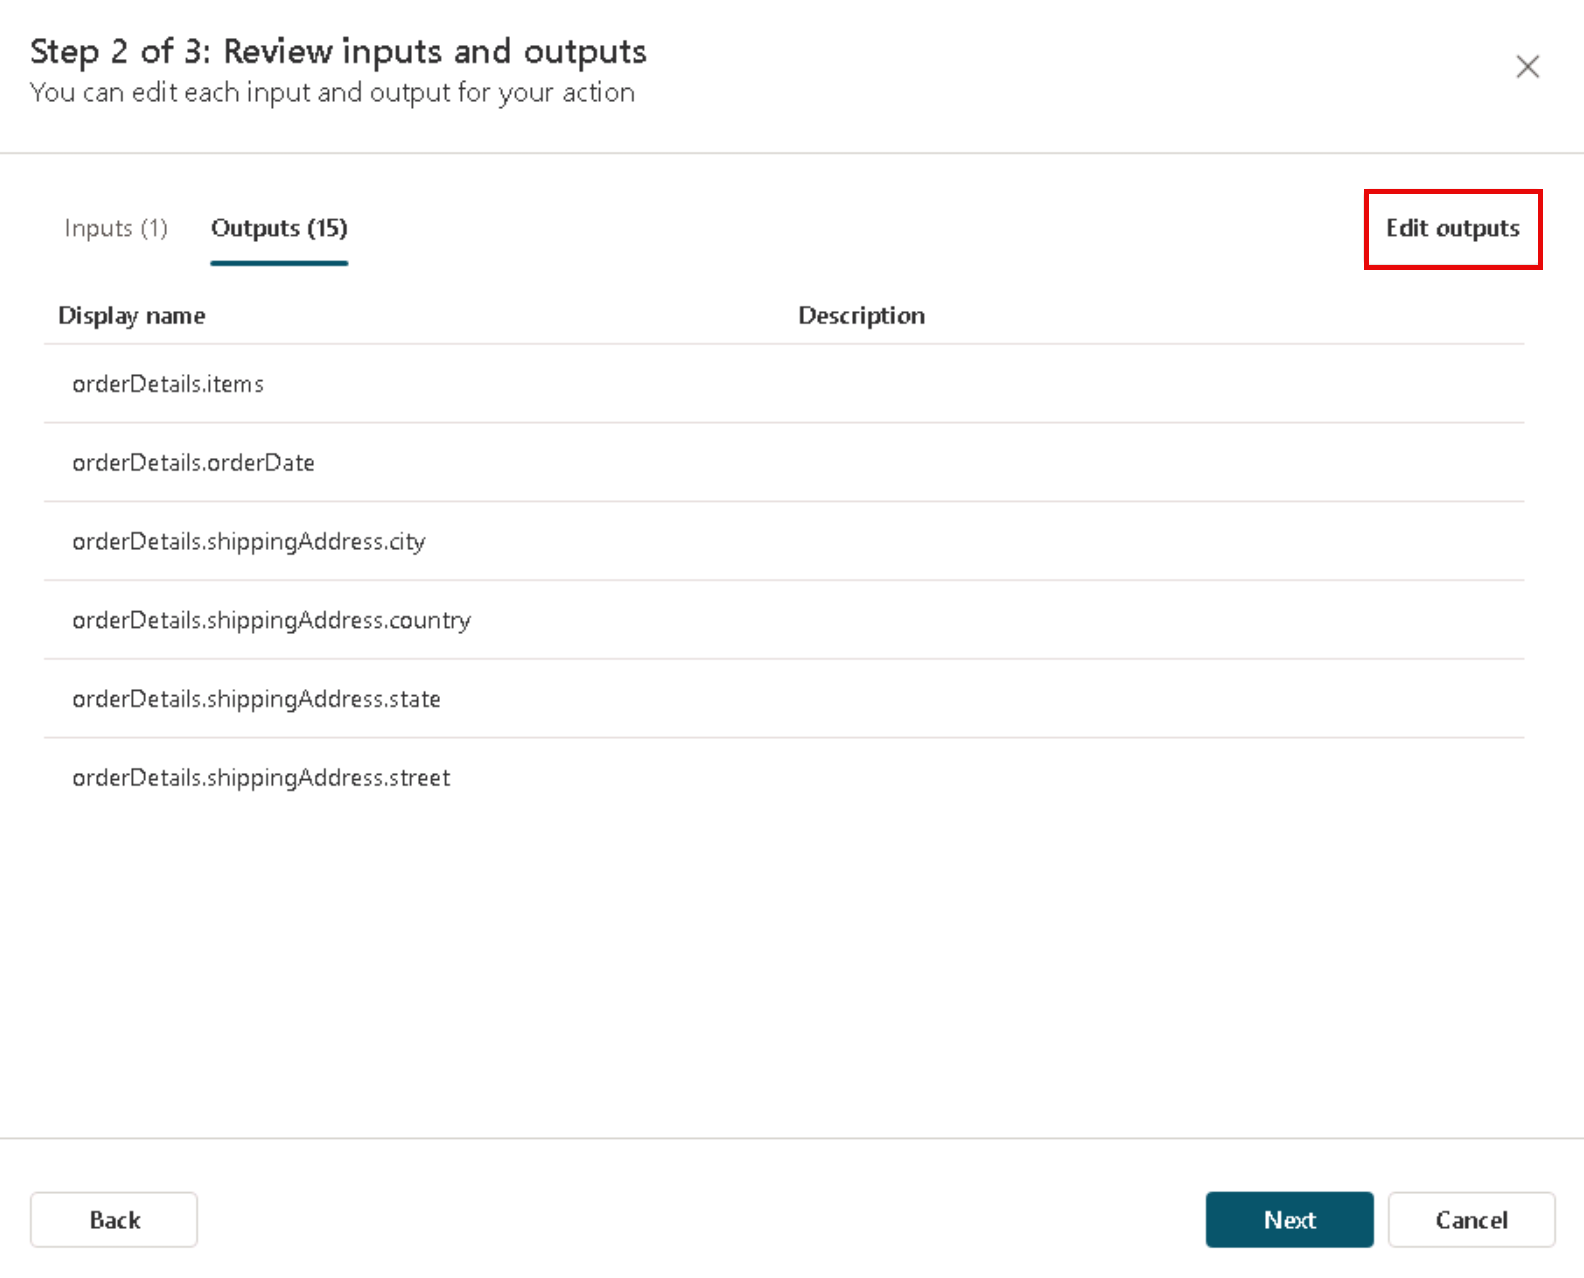 Step 2 of 3: Review inputs and outputs
You can edit each input and output for your action
Inputs (1)
Outputs (15)
Edit outputs
Display name
Description
orderDetails.items
orderDetails.orderDate
orderDetails.shippingAddress.city
orderDetails.shippingAddress.country
orderDetails.shippingAddress.state
orderDetails.shippingAddress.street
Back
Next
Cancel